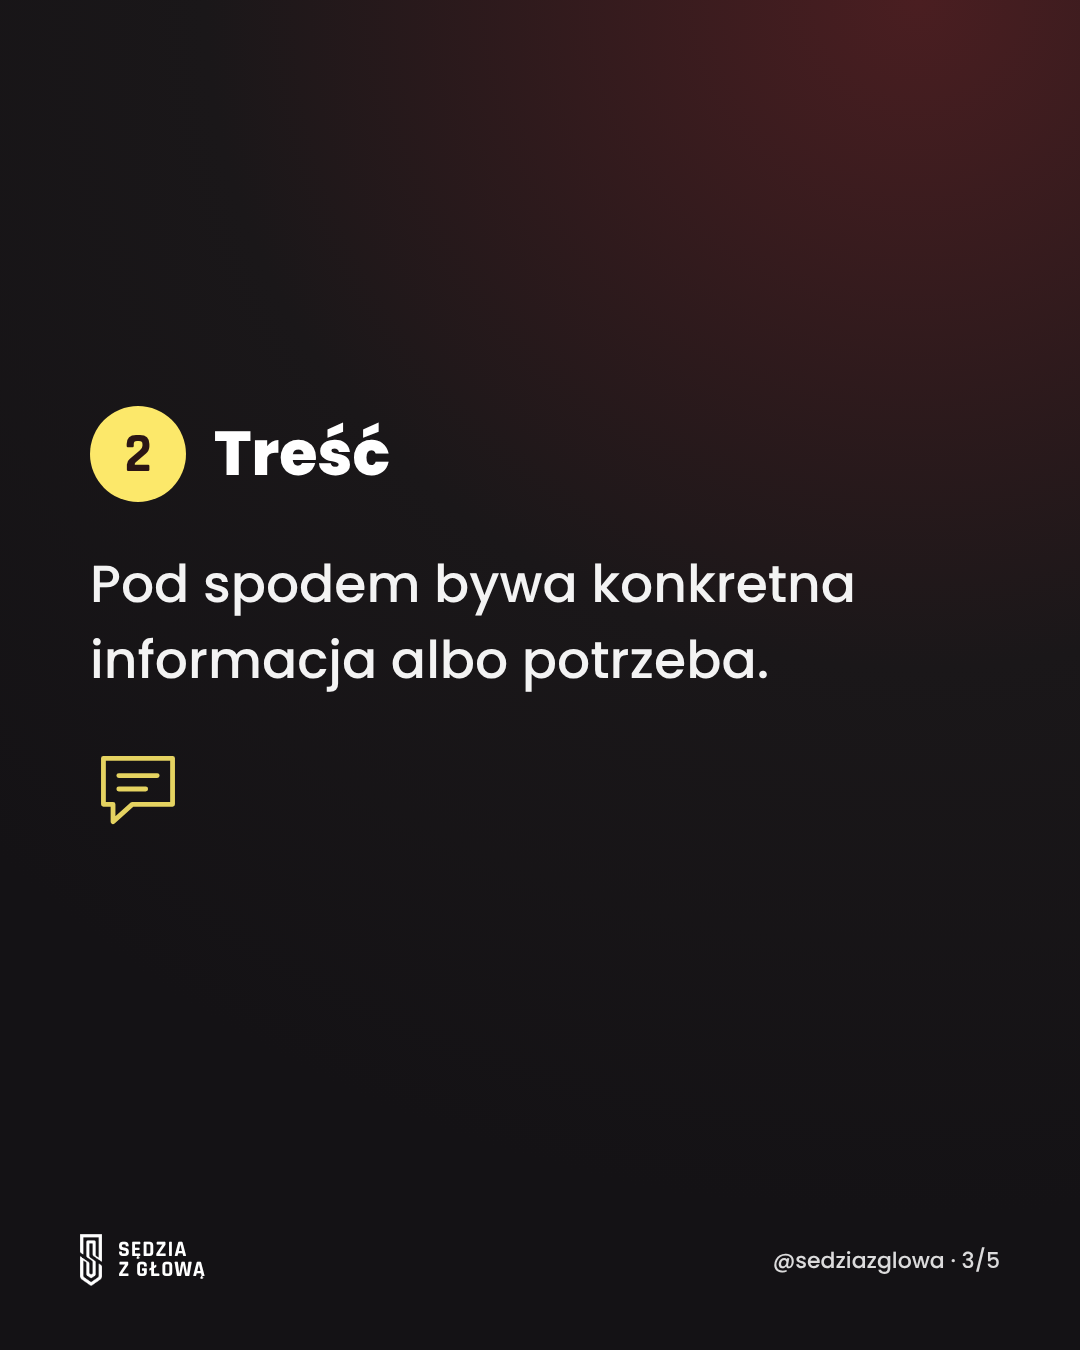 2 Treść
Pod spodem bywa konkretna
informacja albo potrzeba.
SĘDZIA
Z GŁOWĄ
@sedziazglowa · 3/5